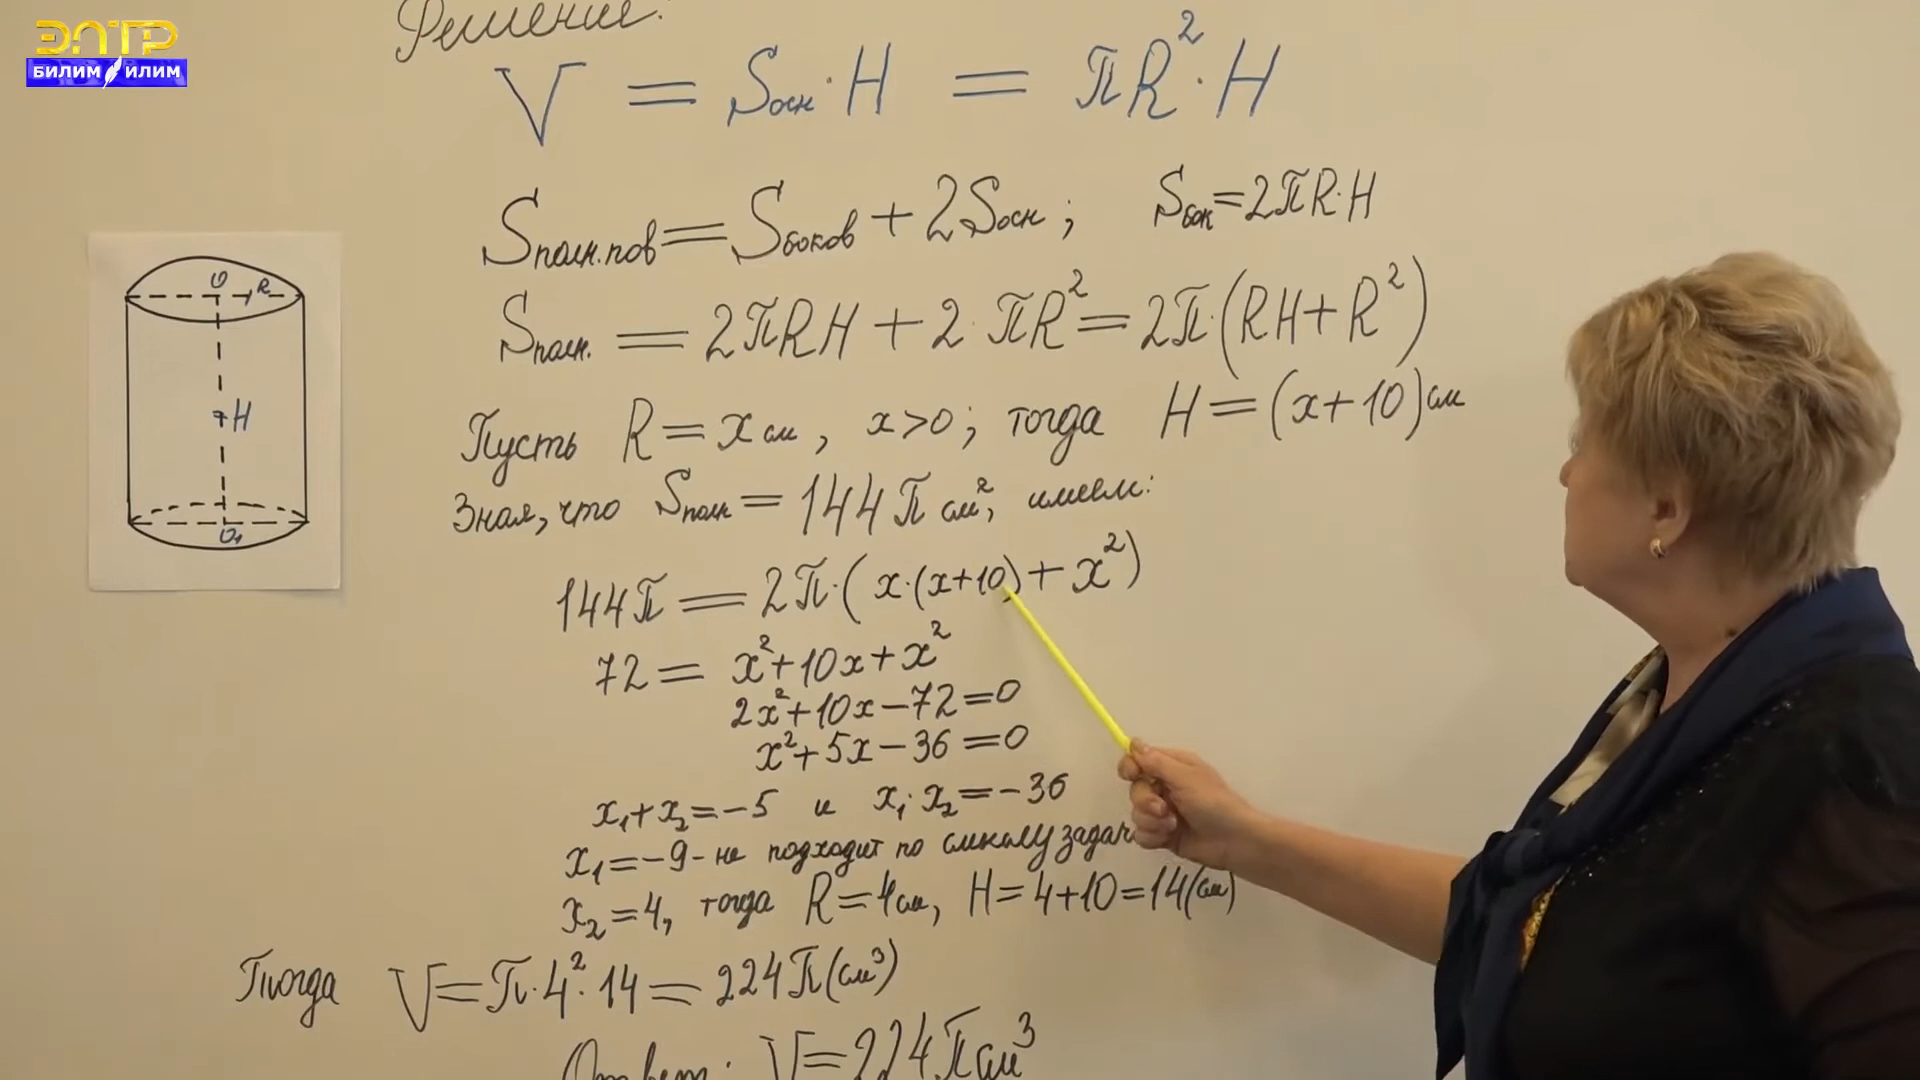 ЭЛТР
БИЛИМ ИЛИМ
Решение:
V = Sосн · H = πR² · H
Sполн.пов = Sбоков + 2Sосн ; Sбок = 2πR·H
Sполн. = 2πRH + 2·πR² = 2π·(RH + R²)
Пусть R = x см, x > 0; тогда H = (x + 10) см
Зная, что Sполн = 144π см², имеем:
144π = 2π·(x·(x+10) + x²)
72 = x² + 10x + x²
2x² + 10x − 72 = 0
x² + 5x − 36 = 0
x₁ + x₂ = −5 и x₁·x₂ = −36
x₁ = −9 - не подходит по смыслу задач
x₂ = 4, тогда R = 4 см, H = 4 + 10 = 14 (см)
Тогда V = π·4²·14 = 224π (см³)
Ответ: V = 224π см³
O R
H
O₁